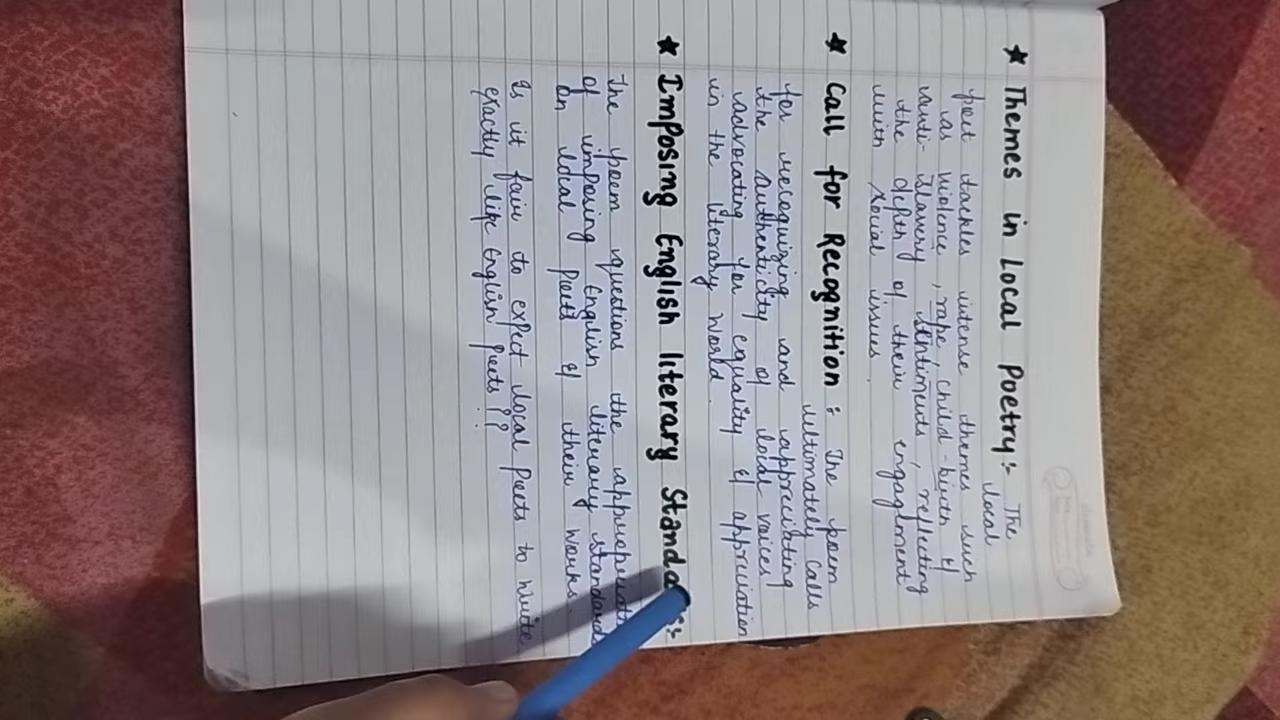 ★ Themes in Local Poetry:- The
local
poet tackles intense themes such
as violence, rape, child-birth &
anti-slavery sentiments, reflecting
the depth of their engagement
with social issues.
★ Call for Recognition: The poem
ultimately calls
for recognizing and appreciating
the authenticity of local voices
advocating for equality & appreciation
in the literary world.
★ Imposing English literary
The poem questions the
of imposing English literary standards
on local poets & their works.
Is it fair to expect local poets to write
exactly like English poets??